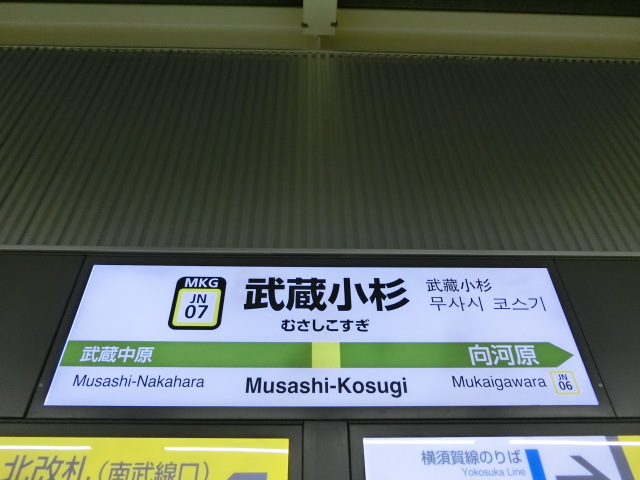 MKG
JN
07
武蔵小杉
むさしこすぎ
武藏小杉
무사시 코스기
武蔵中原
向河原
Musashi-Nakahara
Musashi-Kosugi
Mukaigawara
JN
06
北改札(南武線口)
横須賀線のりば
Yokosuka Line